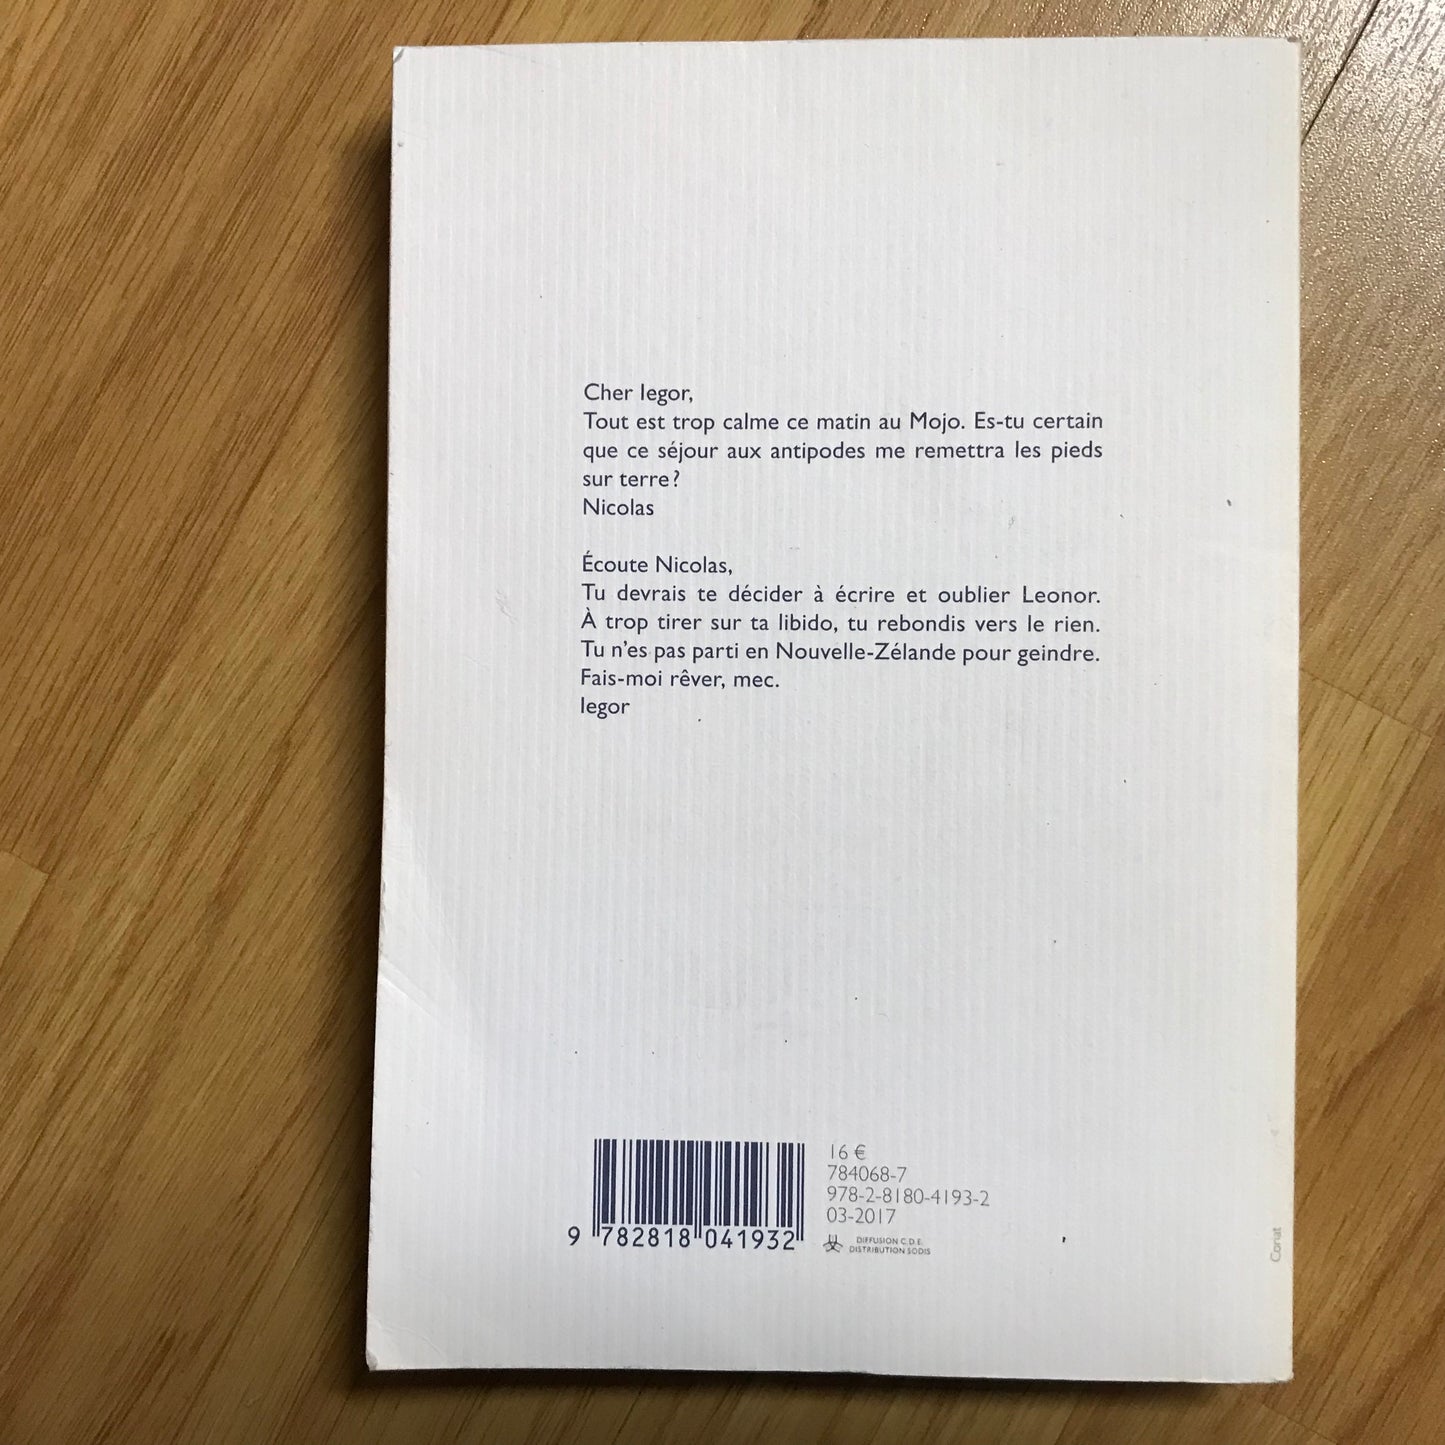 Cher Iegor,
Tout est trop calme ce matin au Mojo. Es-tu certain
que ce séjour aux antipodes me remettra les pieds
sur terre ?
Nicolas
Écoute Nicolas,
Tu devrais te décider à écrire et oublier Leonor.
À trop tirer sur ta libido, tu rebondis vers le rien.
Tu n'es pas parti en Nouvelle-Zélande pour geindre.
Fais-moi rêver, mec.
Iegor
16 €
784068-7
978-2-8180-4193-2
03-2017
DIFFUSION C.D.E.
DISTRIBUTION SODIS
9 782818 041932
Coriat